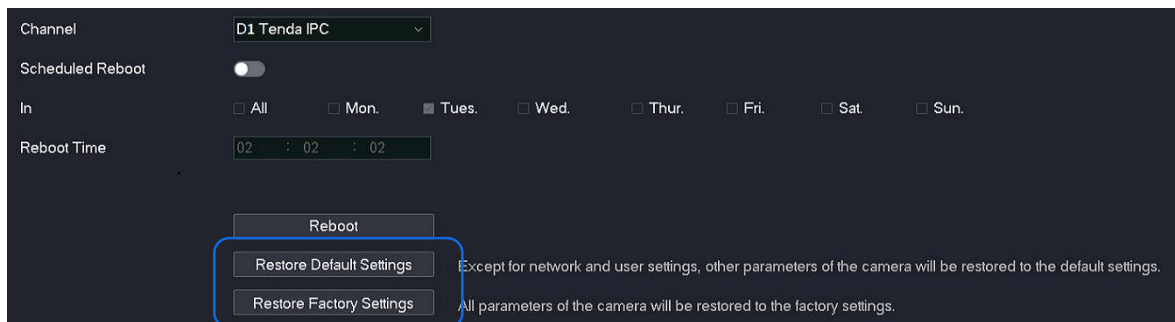 Channel D1 Tenda IPC
Scheduled Reboot
In All Mon. Tues. Wed. Thur. Fri. Sat. Sun.
Reboot Time 02 : 02 : 02
Reboot
Restore Default Settings Except for network and user settings, other parameters of the camera will be restored to the default settings.
Restore Factory Settings All parameters of the camera will be restored to the factory settings.